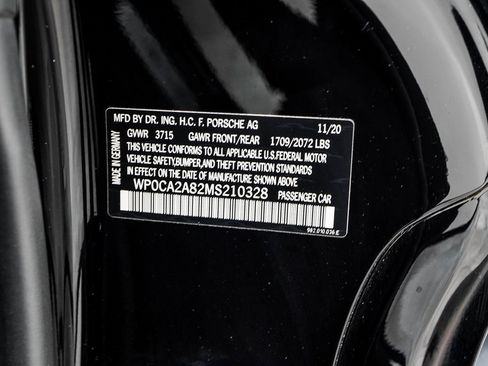 MFD BY DR. ING. H.C. F. PORSCHE AG 11/20
GVWR 3715 GAWR FRONT/REAR 1709/2072 LBS
THIS VEHICLE CONFORMS TO ALL APPLICABLE U.S.FEDERAL MOTOR
VEHICLE SAFETY,BUMPER,AND THEFT PREVENTION STANDARDS
IN EFFECT ON THE DATE OF MANUFACTURE SHOWN ABOVE.
WP0CA2A82MS210328 PASSENGER CAR
MADE IN GERMANY
982.010.036.E